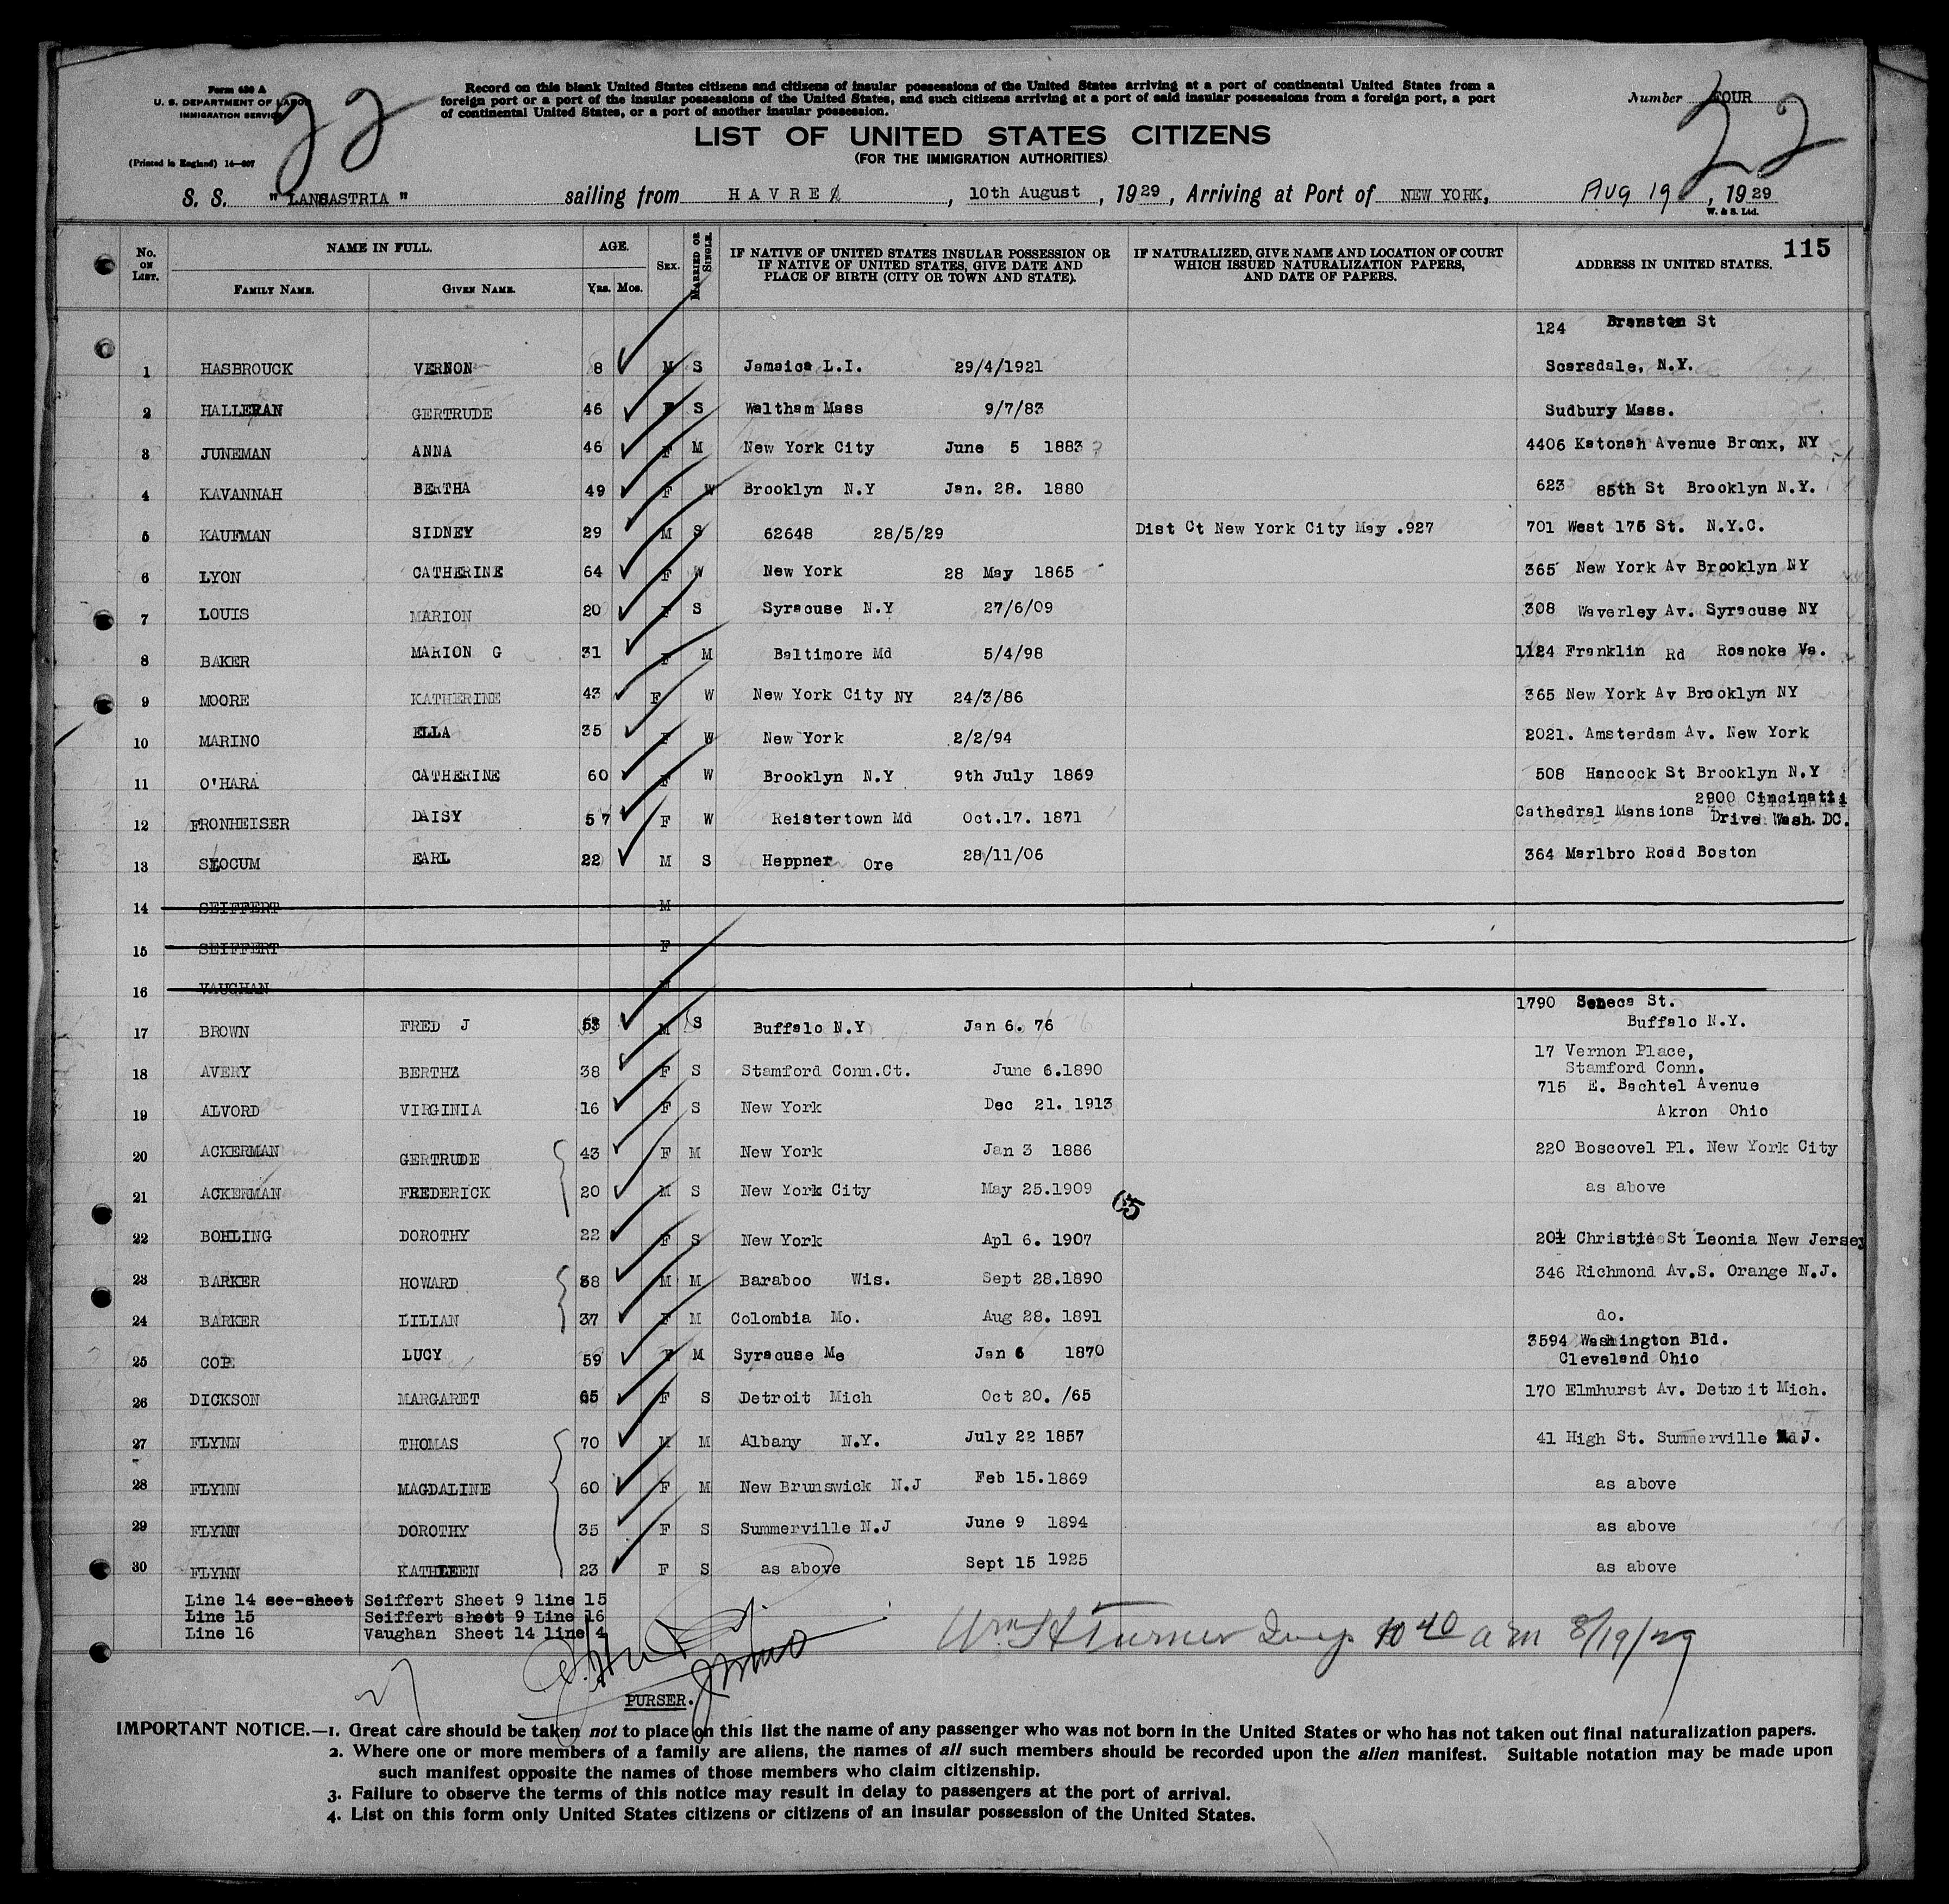 Form 630 A
U. S. DEPARTMENT OF LABOR
IMMIGRATION SERVICE
(Printed in England) 14—607
22
Record on this blank United States citizens and citizens of insular possessions of the United States arriving at a port of continental United States from a
foreign port or a port of the insular possessions of the United States, and such citizens arriving at a port of said insular possessions from a foreign port, a port
of continental United States, or a port of another insular possession.
Number FOUR
22
LIST OF UNITED STATES CITIZENS
(FOR THE IMMIGRATION AUTHORITIES)
S. S. " LANCASTRIA " sailing from HAVRE, 10th August, 1929, Arriving at Port of NEW YORK, Aug 19, 1929
W. & S. Ltd.
115
No. ON LIST. NAME IN FULL. AGE. SEX. MARRIED OR SINGLE. IF NATIVE OF UNITED STATES INSULAR POSSESSION OR IF NATIVE OF UNITED STATES, GIVE DATE AND PLACE OF BIRTH (CITY OR TOWN AND STATE). IF NATURALIZED, GIVE NAME AND LOCATION OF COURT WHICH ISSUED NATURALIZATION PAPERS, AND DATE OF PAPERS. ADDRESS IN UNITED STATES.
FAMILY NAME. GIVEN NAME. YRS. MOS.
124 Brenston St
1 HASBROUCK VERNON 8 M S Jamaica L.I. 29/4/1921 Scarsdale, N.Y.
2 HALLERAN GERTRUDE 46 F S Waltham Mass 9/7/83 Sudbury Mass.
3 JUNEMAN ANNA 46 F M New York City June 5 1883 4406 Katonah Avenue Bronx, NY
4 KAVANNAH BERTHA 49 F W Brooklyn N.Y Jan. 28. 1880 623 85th St Brooklyn N.Y.
5 KAUFMAN SIDNEY 29 M S 62648 28/5/29 Dist Ct New York City May .927 701 West 175 St. N.Y.C.
6 LYON CATHERINE 64 F W New York 28 May 1865 365 New York Av Brooklyn NY
7 LOUIS MARION 20 F S Syracuse N.Y 27/6/09 308 Waverley Av. Syracuse NY
8 BAKER MARION G 31 F M Baltimore Md 5/4/98 1124 Franklin Rd Roanoke Va.
9 MOORE KATHERINE 43 F W New York City NY 24/3/86 365 New York Av Brooklyn NY
10 MARINO ELLA 35 F W New York 2/2/94 2021. Amsterdam Av. New York
11 O'HARA CATHERINE 60 F W Brooklyn N.Y 9th July 1869 508 Hancock St Brooklyn N.Y
12 FRONHEISER DAISY 57 F W Reistertown Md Oct.17. 1871 Cathedral Mansions 2900 Cincinatti Drive Wash. DC.
13 SLOCUM EARL 22 M S Heppner Ore 28/11/06 364 Marlbro Road Boston
14 SEIFFERT M
15 SEIFFERT F
16 VAUGHAN
17 BROWN FRED J 53 M S Buffalo N.Y Jan 6. 76 1790 Seneca St. Buffalo N.Y.
18 AVERY BERTHA 38 F S Stamford Conn.Ct. June 6.1890 17 Vernon Place, Stamford Conn.
19 ALVORD VIRGINIA 16 F S New York Dec 21. 1913 715 E. Bachtel Avenue Akron Ohio
20 ACKERMAN GERTRUDE 43 F M New York Jan 3 1886 220 Boscovel Pl. New York City
21 ACKERMAN FREDERICK 20 M S New York City May 25.1909 as above
65
22 BOHLING DOROTHY 22 F S New York Apl 6. 1907 201 Christie St Leonia New Jersey
23 BARKER HOWARD 38 M M Baraboo Wis. Sept 28.1890 346 Richmond Av.S. Orange N.J.
24 BARKER LILIAN 37 F M Colombia Mo. Aug 28. 1891 do.
25 COPE LUCY 59 F M Syracuse Me Jan 6 1870 3594 Washington Bld. Cleveland Ohio
26 DICKSON MARGARET 65 F S Detroit Mich Oct 20. /65 170 Elmhurst Av. Detroit Mich.
27 FLYNN THOMAS 70 M M Albany N.Y. July 22 1857 41 High St. Summerville N.J.
28 FLYNN MAGDALINE 60 F M New Brunswick N.J Feb 15.1869 as above
29 FLYNN DOROTHY 35 F S Summerville N.J June 9 1894 as above
30 FLYNN KATHLEEN 23 F S as above Sept 15 1925 as above
Line 14 see-sheet Seiffert Sheet 9 line 15
Line 15 Seiffert sheet 9 Line 16
Line 16 Vaughan Sheet 14 line 4
Wm H Turner Insp. 10 40 am 8/19/29
PURSER.
IMPORTANT NOTICE.—1. Great care should be taken not to place on this list the name of any passenger who was not born in the United States or who has not taken out final naturalization papers.
2. Where one or more members of a family are aliens, the names of all such members should be recorded upon the alien manifest. Suitable notation may be made upon
such manifest opposite the names of those members who claim citizenship.
3. Failure to observe the terms of this notice may result in delay to passengers at the port of arrival.
4. List on this form only United States citizens or citizens of an insular possession of the United States.